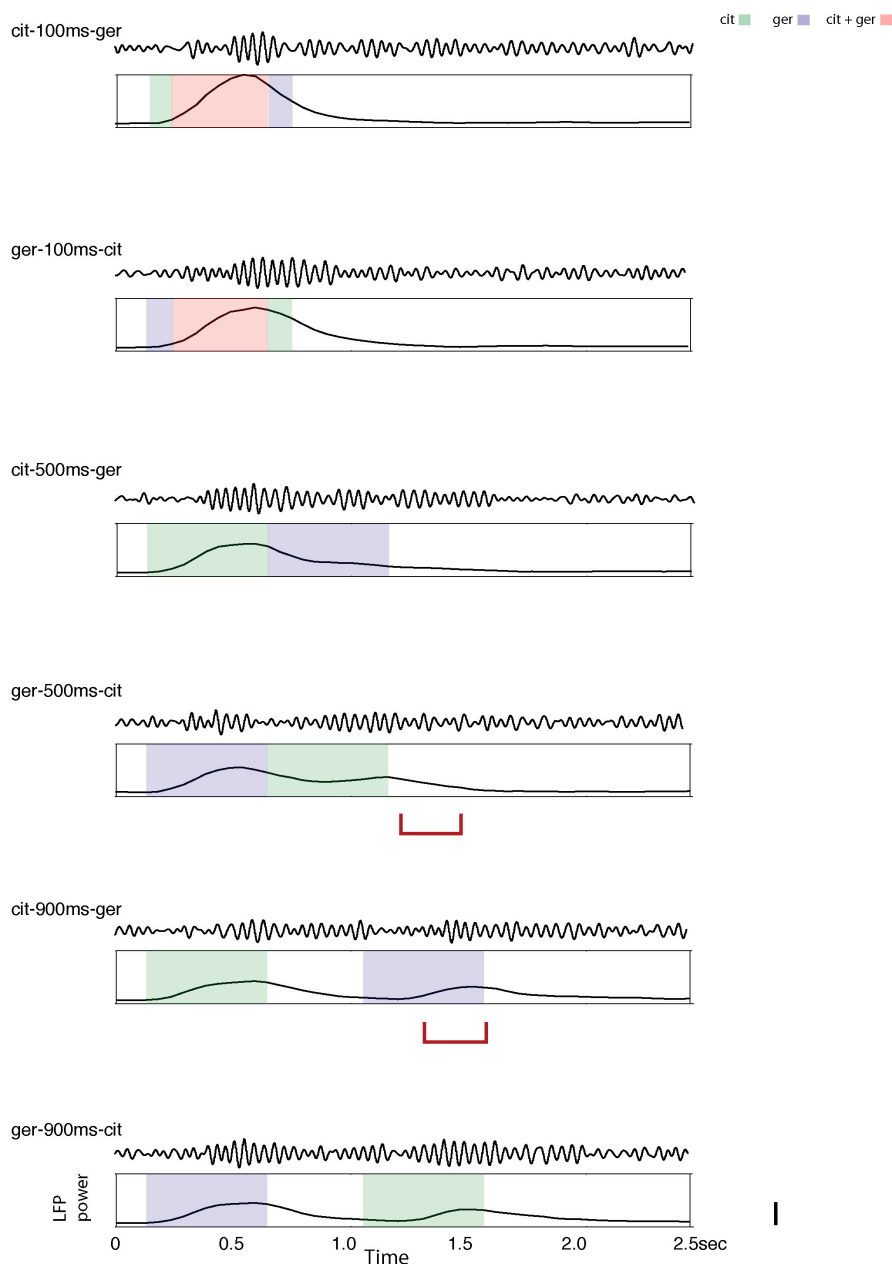 cit ger cit + ger
cit-100ms-ger
ger-100ms-cit
cit-500ms-ger
ger-500ms-cit
cit-900ms-ger
ger-900ms-cit
LFP
power
0 0.5 1.0 1.5 2.0 2.5sec
Time